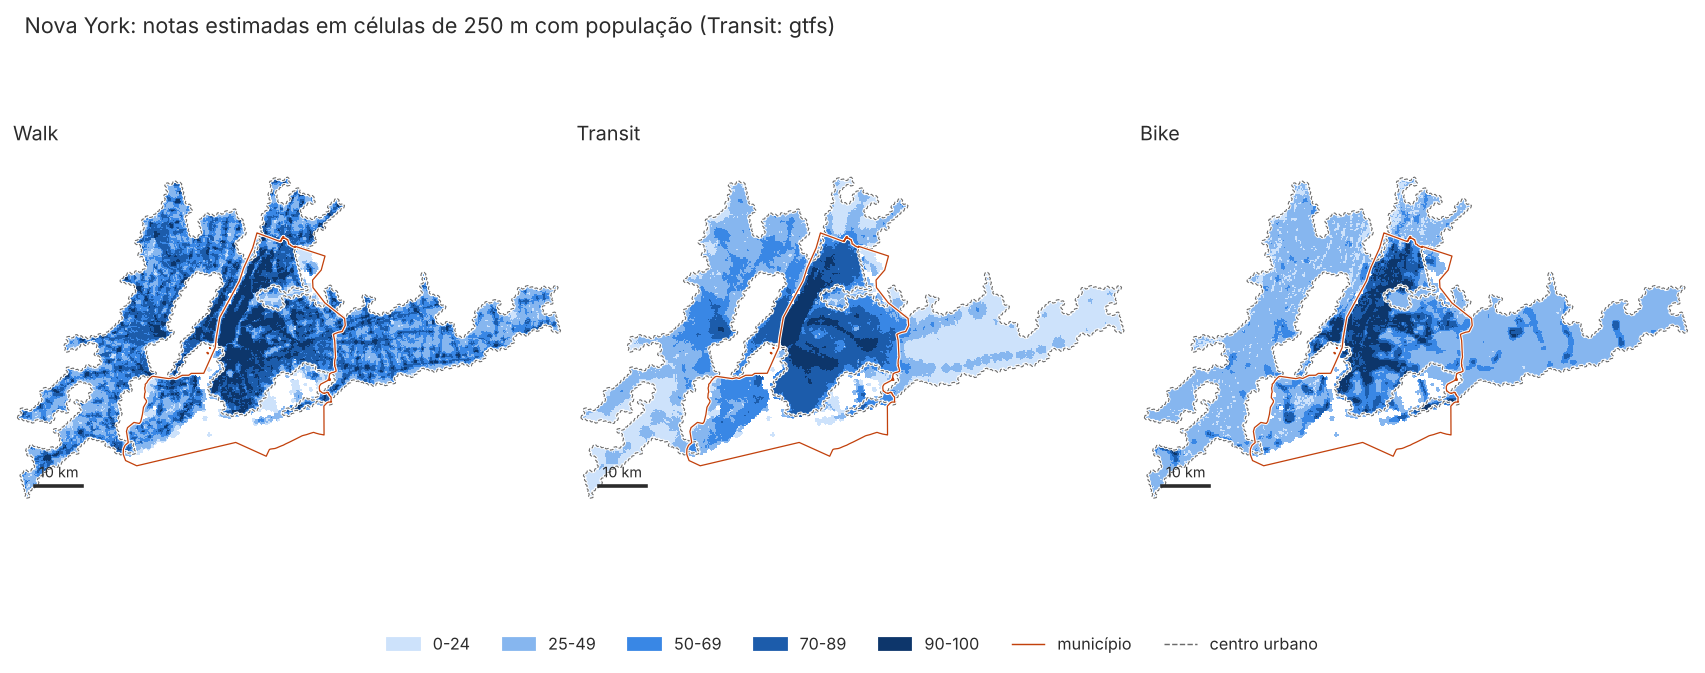 Nova York: notas estimadas em células de 250 m com população (Transit: gtfs)
Walk
Transit
Bike
10 km
10 km
10 km
0-24
25-49
50-69
70-89
90-100
município
centro urbano